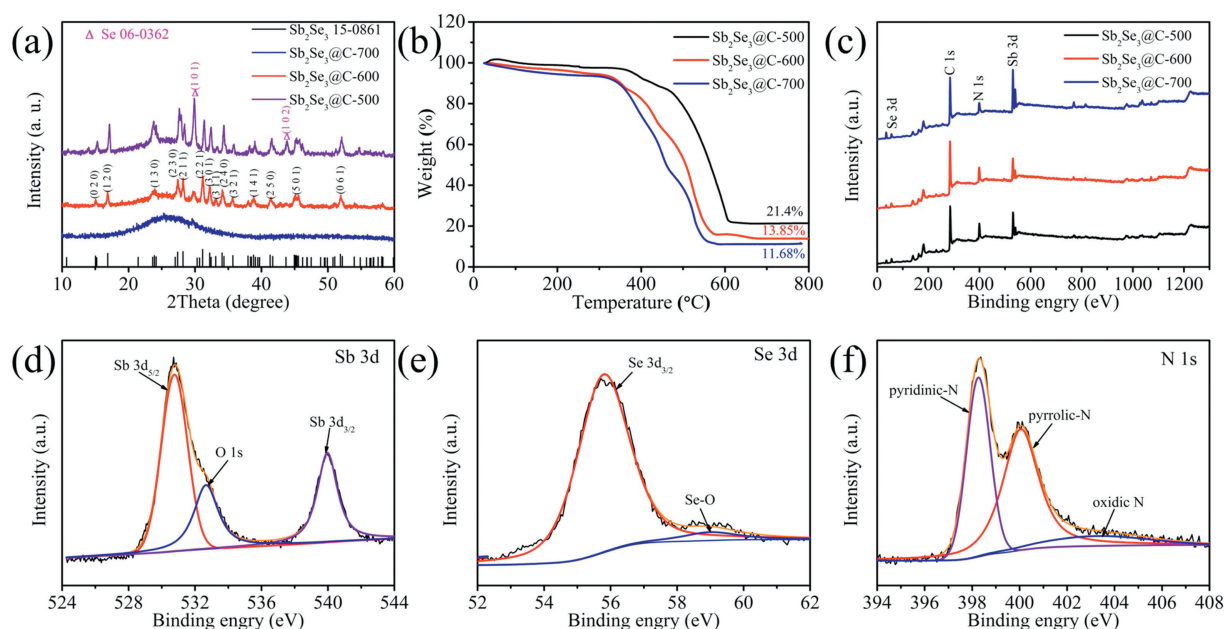 (a)
Δ Se 06-0362
Sb₂Se₃ 15-0861
Sb₂Se₃@C-700
Sb₂Se₃@C-600
Sb₂Se₃@C-500
(1 0 1)
(1 0 2)
(0 2 0)
(1 2 0)
(1 3 0)
(2 3 0)
(2 1 1)
(2 2 1)
(3 0 1)
(3 1 1)
(2 4 0)
(3 2 1)
(1 4 1)
(2 5 0)
(5 0 1)
(0 6 1)
Intensity (a. u.)
10 20 30 40 50 60
2Theta (degree)
(b)
Sb₂Se₃@C-500
Sb₂Se₃@C-600
Sb₂Se₃@C-700
120
100
80
60
40
20
0
Weight (%)
21.4%
13.85%
11.68%
0 200 400 600 800
Temperature (°C)
(c)
Sb₂Se₃@C-500
Sb₂Se₃@C-600
Sb₂Se₃@C-700
Se 3d
C 1s
N 1s
Sb 3d
Intensity (a.u.)
0 400 800 1200
Binding engry (eV)
(d)
Sb 3d
Sb 3d₅/₂
O 1s
Sb 3d₃/₂
Intensity (a.u.)
524 528 532 536 540 544
Binding engry (eV)
(e)
Se 3d
Se 3d₃/₂
Se-O
Intensity (a.u.)
52 54 56 58 60 62
Binding engry (eV)
(f)
N 1s
pyridinic-N
pyrrolic-N
oxidic N
Intensity (a.u.)
394 396 398 400 402 404 406 408
Binding engry (eV)